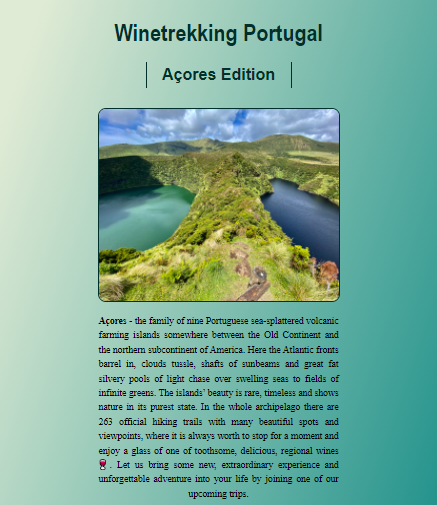 Winetrekking Portugal
Açores Edition
Açores - the family of nine Portuguese sea-splattered volcanic
farming islands somewhere between the Old Continent and
the northern subcontinent of America. Here the Atlantic fronts
barrel in, clouds tussle, shafts of sunbeams and great fat
silvery pools of light chase over swelling seas to fields of
infinite greens. The islands' beauty is rare, timeless and shows
nature in its purest state. In the whole archipelago there are
263 official hiking trails with many beautiful spots and
viewpoints, where it is always worth to stop for a moment and
enjoy a glass of one of toothsome, delicious, regional wines
🍷. Let us bring some new, extraordinary experience and
unforgettable adventure into your life by joining one of our
upcoming trips.